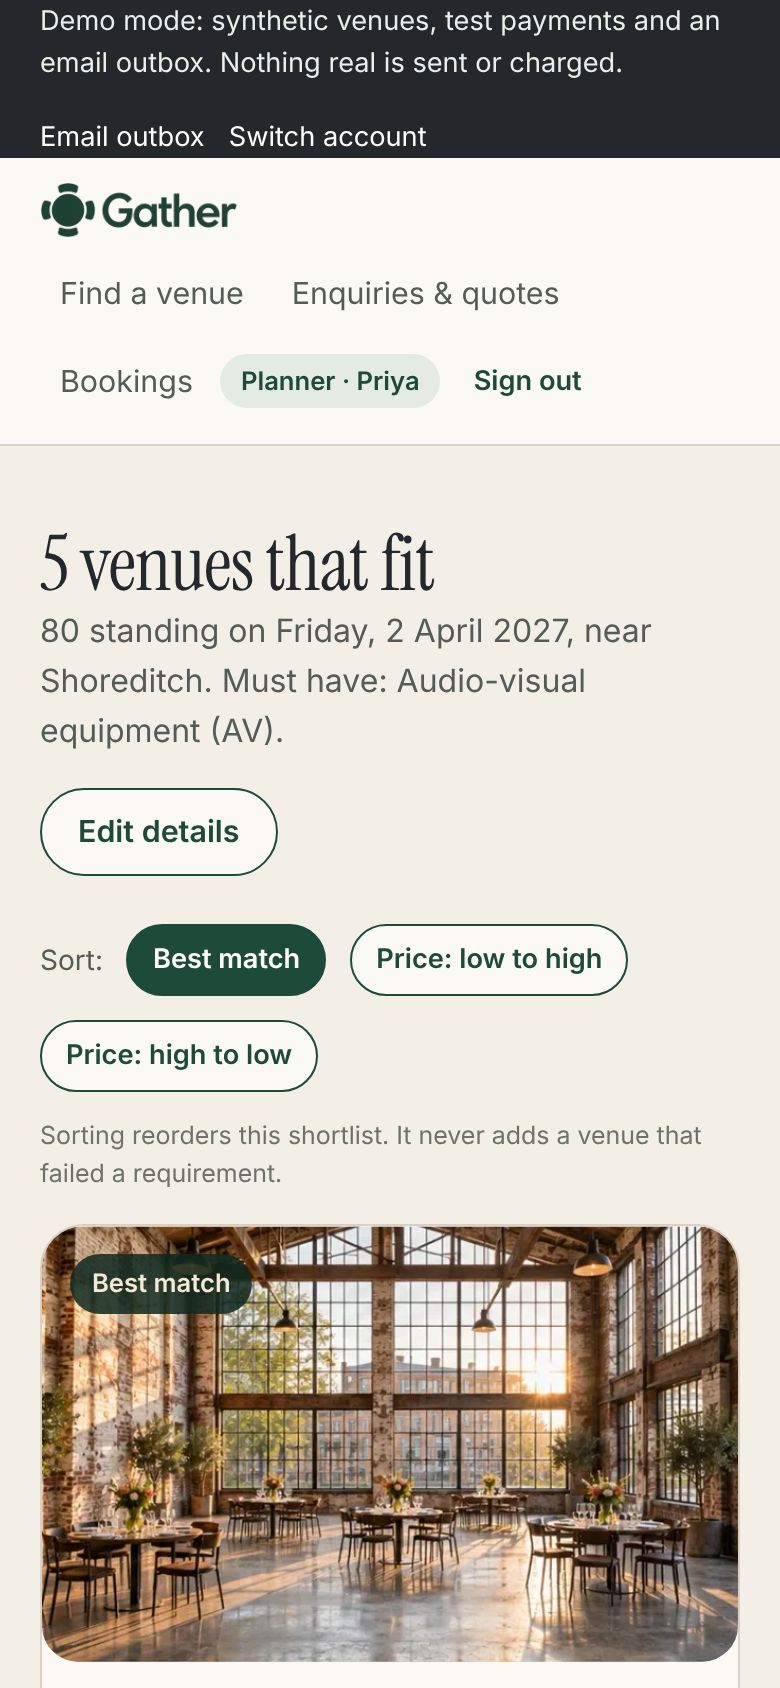 Demo mode: synthetic venues, test payments and an
email outbox. Nothing real is sent or charged.
Email outbox Switch account
Gather
Find a venue Enquiries & quotes
Bookings Planner · Priya Sign out
5 venues that fit
80 standing on Friday, 2 April 2027, near
Shoreditch. Must have: Audio-visual
equipment (AV).
Edit details
Sort: Best match Price: low to high
Price: high to low
Sorting reorders this shortlist. It never adds a venue that
failed a requirement.
Best match